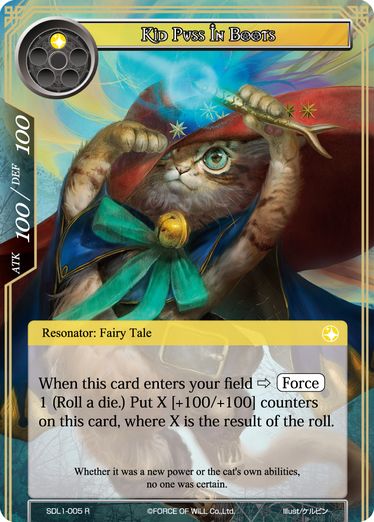 Kid Puss In Boots
ATK 100 / DEF 100
Resonator: Fairy Tale
When this card enters your field ⇨ Force
1 (Roll a die.) Put X [+100/+100] counters
on this card, where X is the result of the roll.
Whether it was a new power or the cat's own abilities,
no one was certain.
SDL1-005 R ©FORCE OF WILL Co.,Ltd. Illust/ケルビン